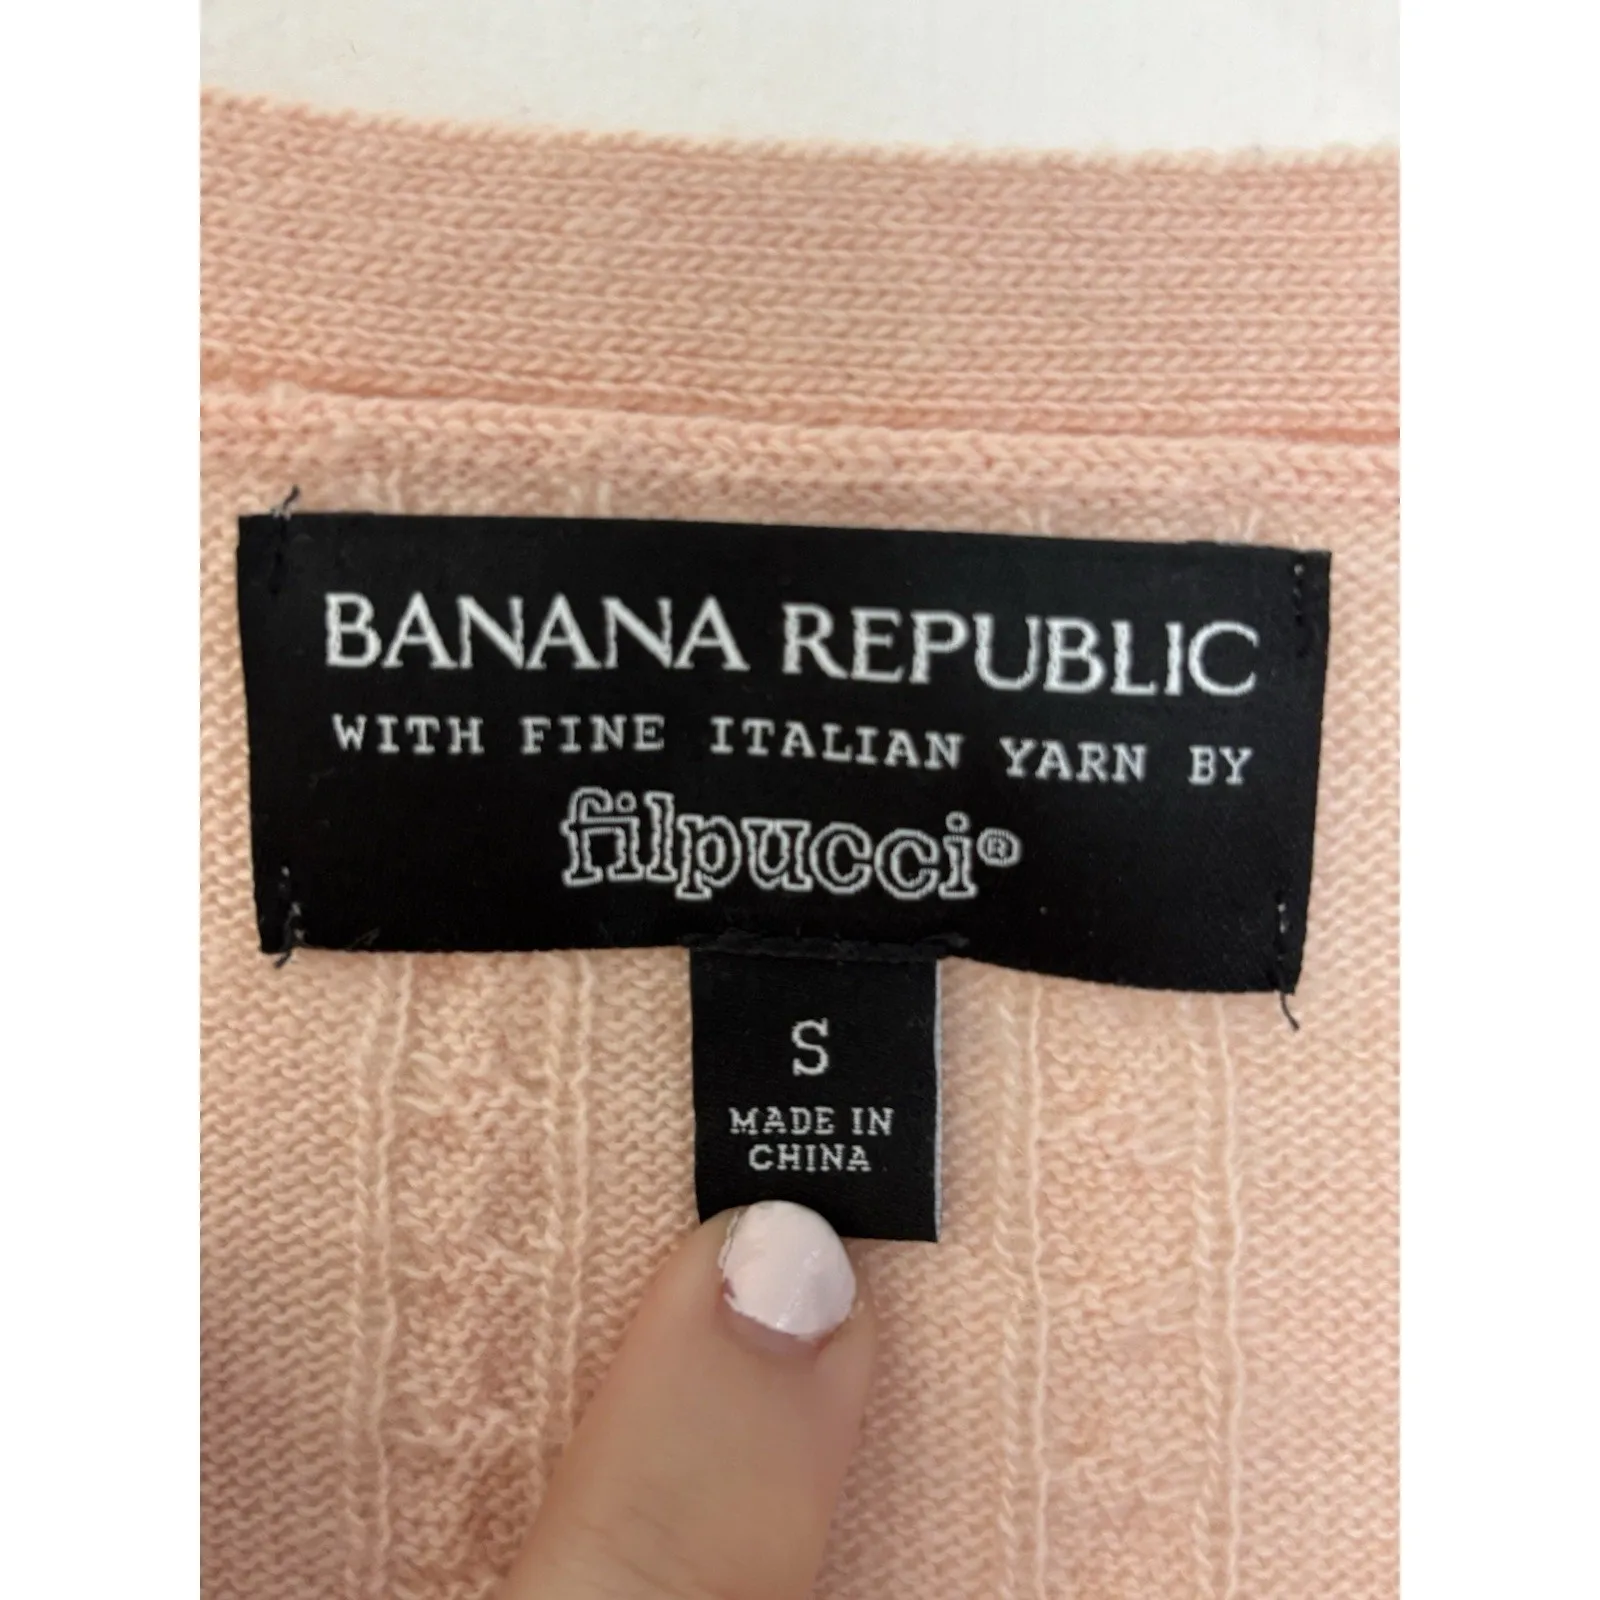 BANANA REPUBLIC
WITH FINE ITALIAN YARN BY
filpucci®
S
MADE IN
CHINA